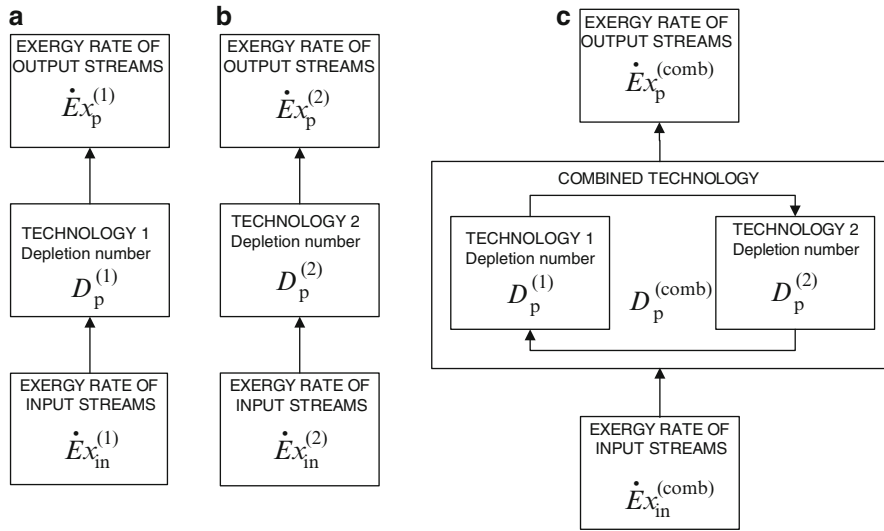 a
EXERGY RATE OF
OUTPUT STREAMS
Ėx_p^(1)
TECHNOLOGY 1
Depletion number
D_p^(1)
EXERGY RATE OF
INPUT STREAMS
Ėx_in^(1)
b
EXERGY RATE OF
OUTPUT STREAMS
Ėx_p^(2)
TECHNOLOGY 2
Depletion number
D_p^(2)
EXERGY RATE OF
INPUT STREAMS
Ėx_in^(2)
c
EXERGY RATE OF
OUTPUT STREAMS
Ėx_p^(comb)
COMBINED TECHNOLOGY
TECHNOLOGY 1
Depletion number
D_p^(1)
D_p^(comb)
TECHNOLOGY 2
Depletion number
D_p^(2)
EXERGY RATE OF
INPUT STREAMS
Ėx_in^(comb)